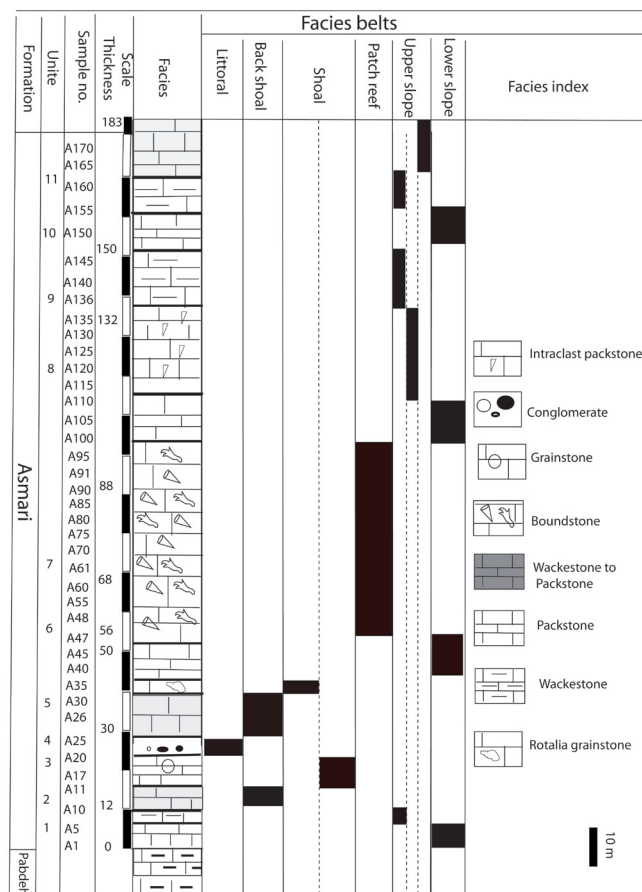 Facies belts
Formation
Unite
Sample no.
Thickness
Scale
Facies
Littoral
Back shoal
Shoal
Patch reef
Upper slope
Lower slope
Facies index
183
A170
A165
11
A160
A155
10
A150
150
A145
A140
9
A136
A135
132
A130
A125
8
A120
A115
A110
A105
A100
A95
A91
Asmari
A90
88
A85
A80
A75
A70
7
A61
A60
68
A55
A48
6
A47
56
A45
50
A40
A35
5
A30
A26
30
4
A25
3
A20
A17
A11
2
A10
12
1
A5
A1
0
Pabdeh
Intraclast packstone
Conglomerate
Grainstone
Boundstone
Wackestone to
Packstone
Packstone
Wackestone
Rotalia grainstone
10 m